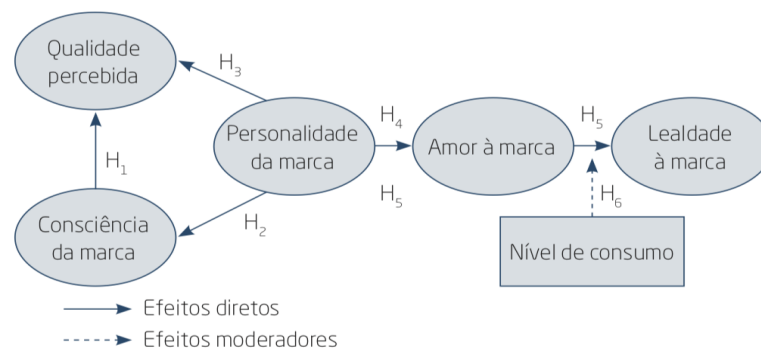 Qualidade
percebida
H3
Personalidade
da marca
H4
H5
Amor à marca
H5
Lealdade
à marca
H1
H6
Consciência
da marca
H2
Nível de consumo
Efeitos diretos
Efeitos moderadores